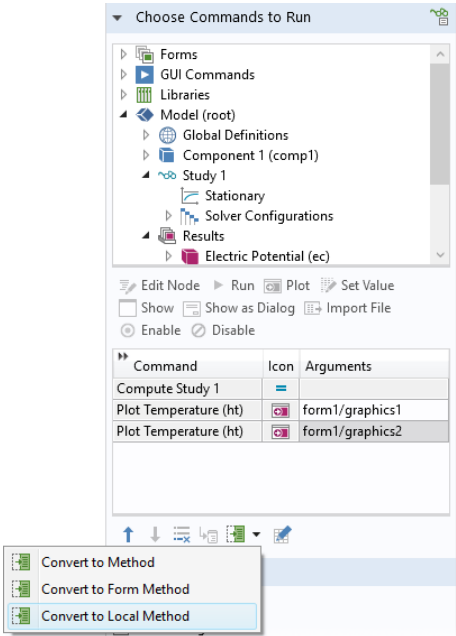 Choose Commands to Run
Forms
GUI Commands
Libraries
Model (root)
Global Definitions
Component 1 (comp1)
Study 1
Stationary
Solver Configurations
Results
Electric Potential (ec)
Edit Node Run Plot Set Value
Show Show as Dialog Import File
Enable Disable
Command Icon Arguments
Compute Study 1
Plot Temperature (ht) form1/graphics1
Plot Temperature (ht) form1/graphics2
Convert to Method
Convert to Form Method
Convert to Local Method